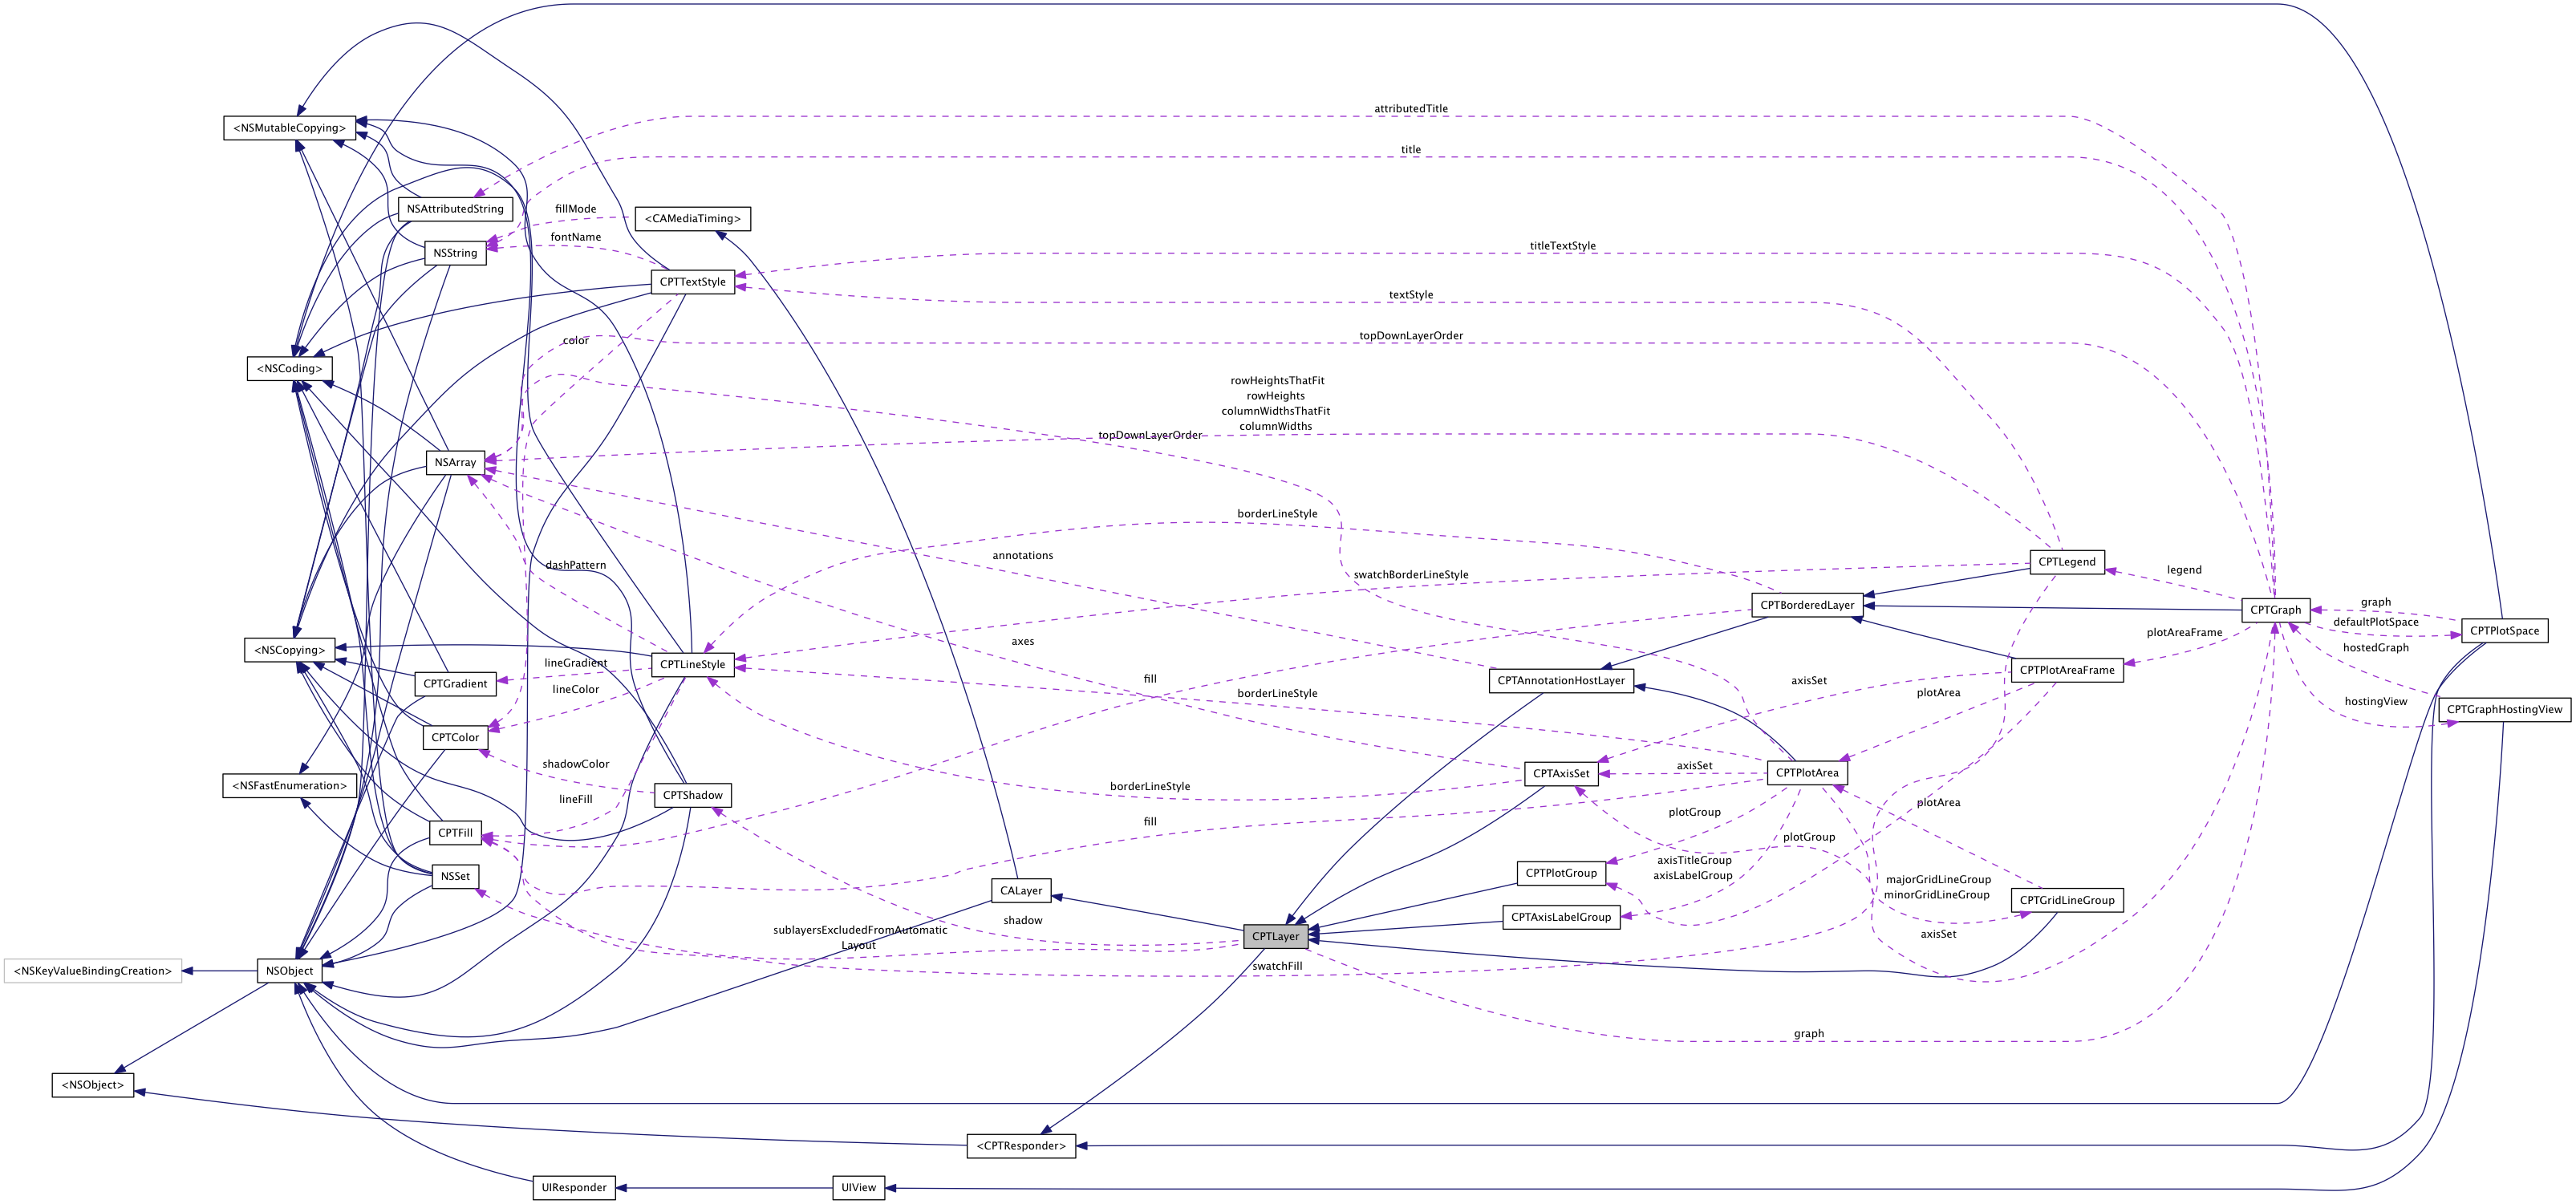 attributedTitle
<NSMutableCopying>
title
NSAttributedString
fillMode
<CAMediaTiming>
fontName
NSString
titleTextStyle
CPTTextStyle
textStyle
color
topDownLayerOrder
<NSCoding>
rowHeightsThatFit
rowHeights
columnWidthsThatFit
columnWidths
topDownLayerOrder
NSArray
borderLineStyle
annotations
dashPattern
swatchBorderLineStyle
CPTLegend
legend
CPTBorderedLayer
CPTGraph
graph
defaultPlotSpace
CPTPlotSpace
<NSCopying>
axes
plotAreaFrame
hostedGraph
lineGradient
CPTLineStyle
CPTPlotAreaFrame
CPTGradient
lineColor
fill
borderLineStyle
CPTAnnotationHostLayer
axisSet
plotArea
hostingView
CPTGraphHostingView
CPTColor
shadowColor
axisSet
CPTAxisSet
CPTPlotArea
<NSFastEnumeration>
CPTShadow
borderLineStyle
lineFill
plotArea
plotGroup
fill
CPTFill
plotGroup
axisTitleGroup
axisLabelGroup
CPTPlotGroup
NSSet
majorGridLineGroup
minorGridLineGroup
CALayer
CPTGridLineGroup
shadow
CPTAxisLabelGroup
sublayersExcludedFromAutomatic
Layout
CPTLayer
axisSet
swatchFill
<NSKeyValueBindingCreation>
NSObject
graph
<NSObject>
<CPTResponder>
UIResponder
UIView